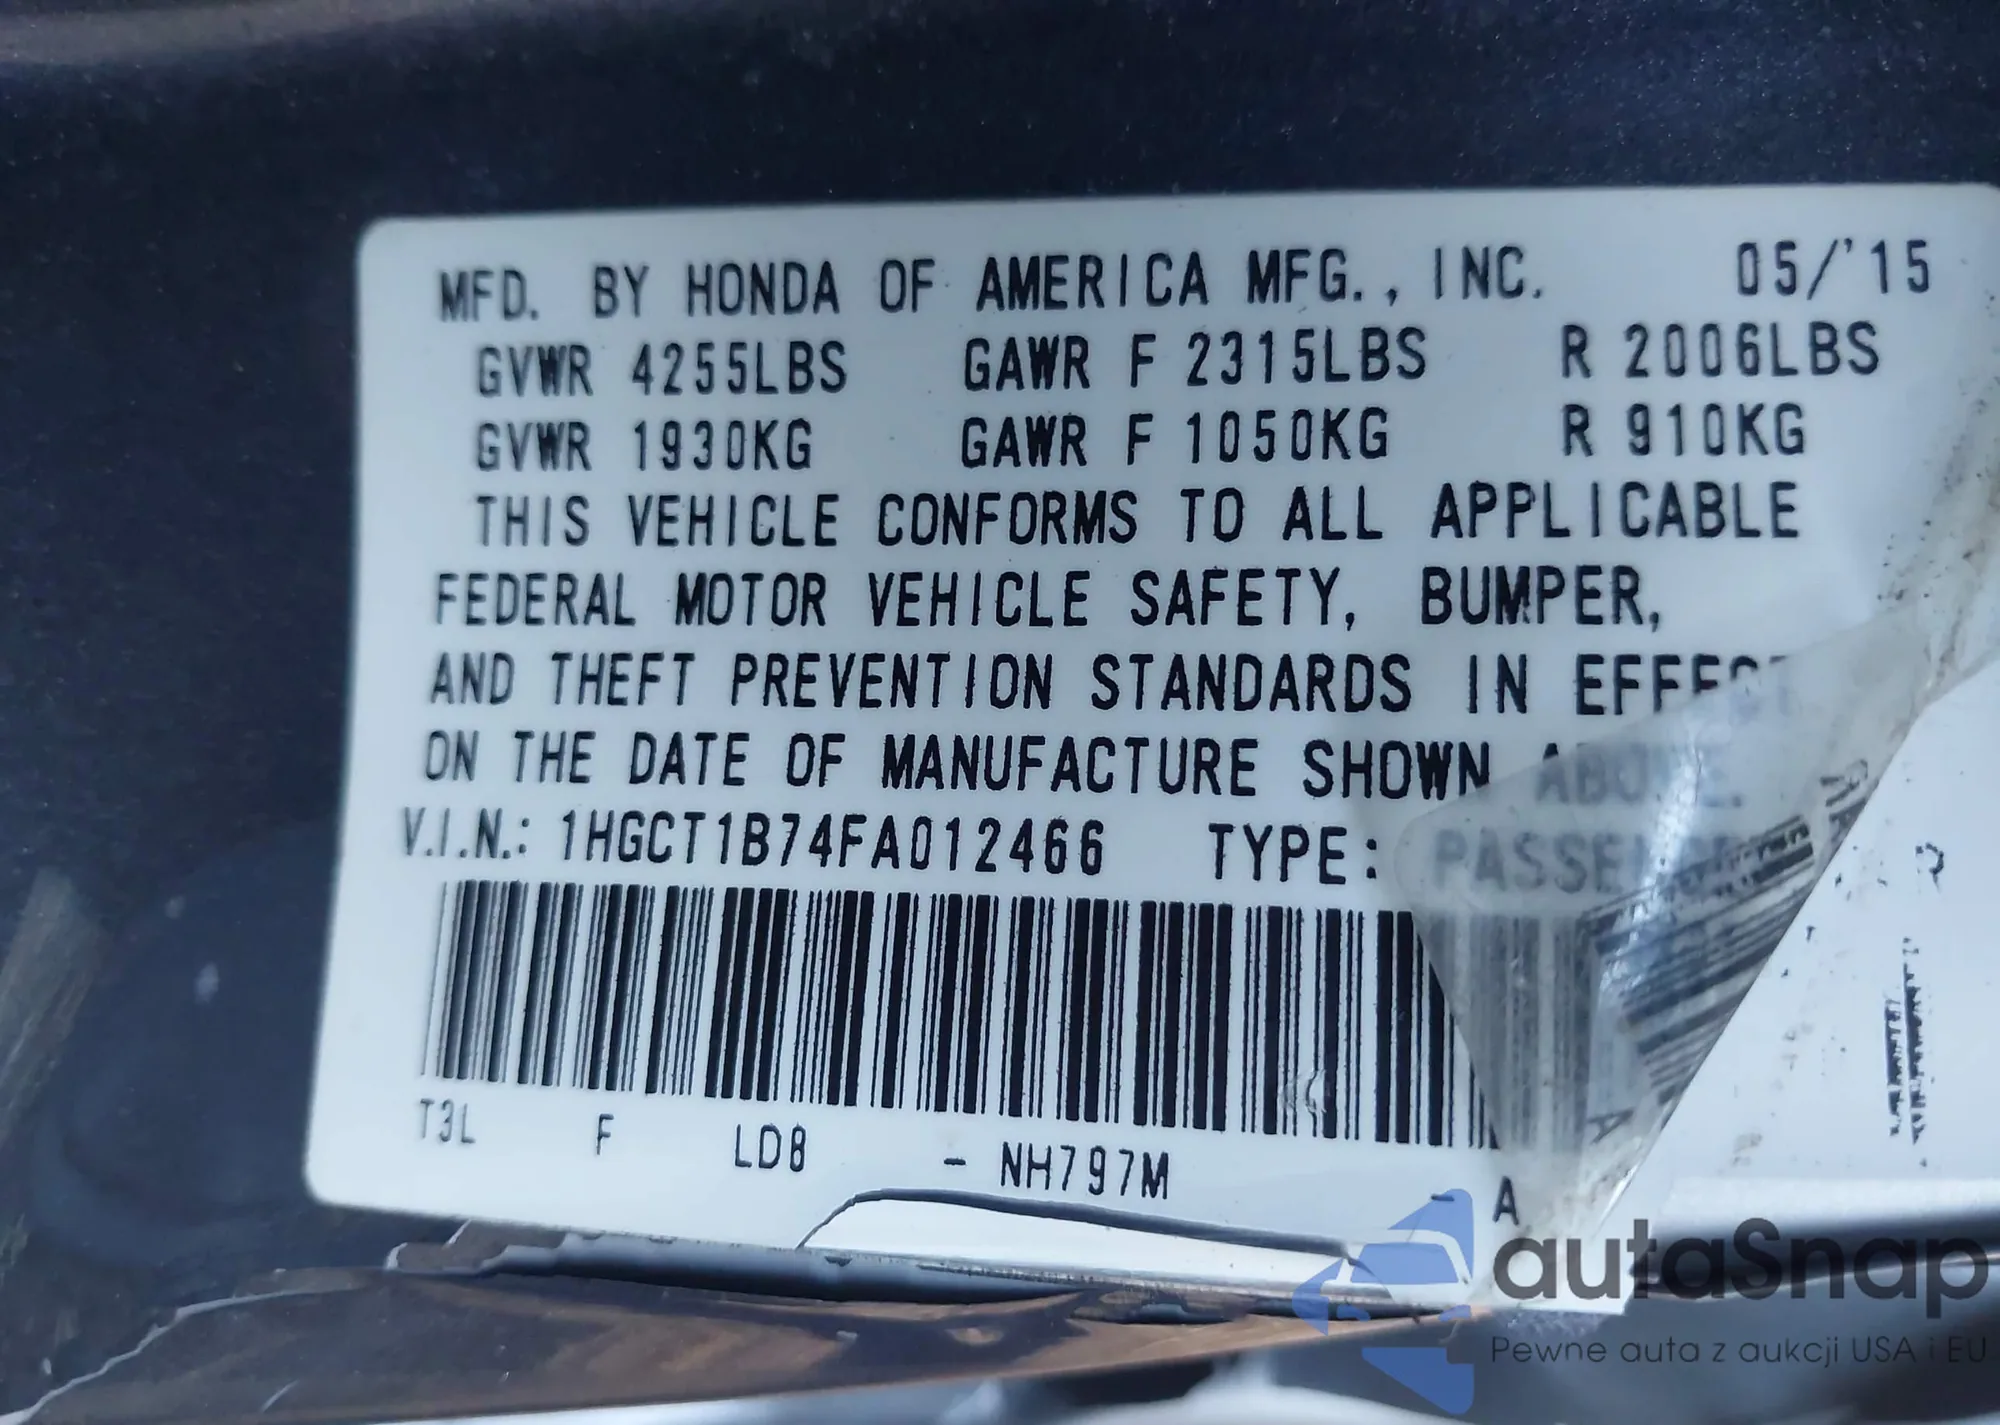 MFD. BY HONDA OF AMERICA MFG., INC. 05/'15
GVWR 4255LBS GAWR F 2315LBS R 2006LBS
GVWR 1930KG GAWR F 1050KG R 910KG
THIS VEHICLE CONFORMS TO ALL APPLICABLE
FEDERAL MOTOR VEHICLE SAFETY, BUMPER,
AND THEFT PREVENTION STANDARDS IN EFFECT
ON THE DATE OF MANUFACTURE SHOWN ABOVE.
V.I.N.: 1HGCT1B74FA012466 TYPE:
T3L F LD8 - NH797M - A
autaSnap
Pewne auta z aukcji USA i EU